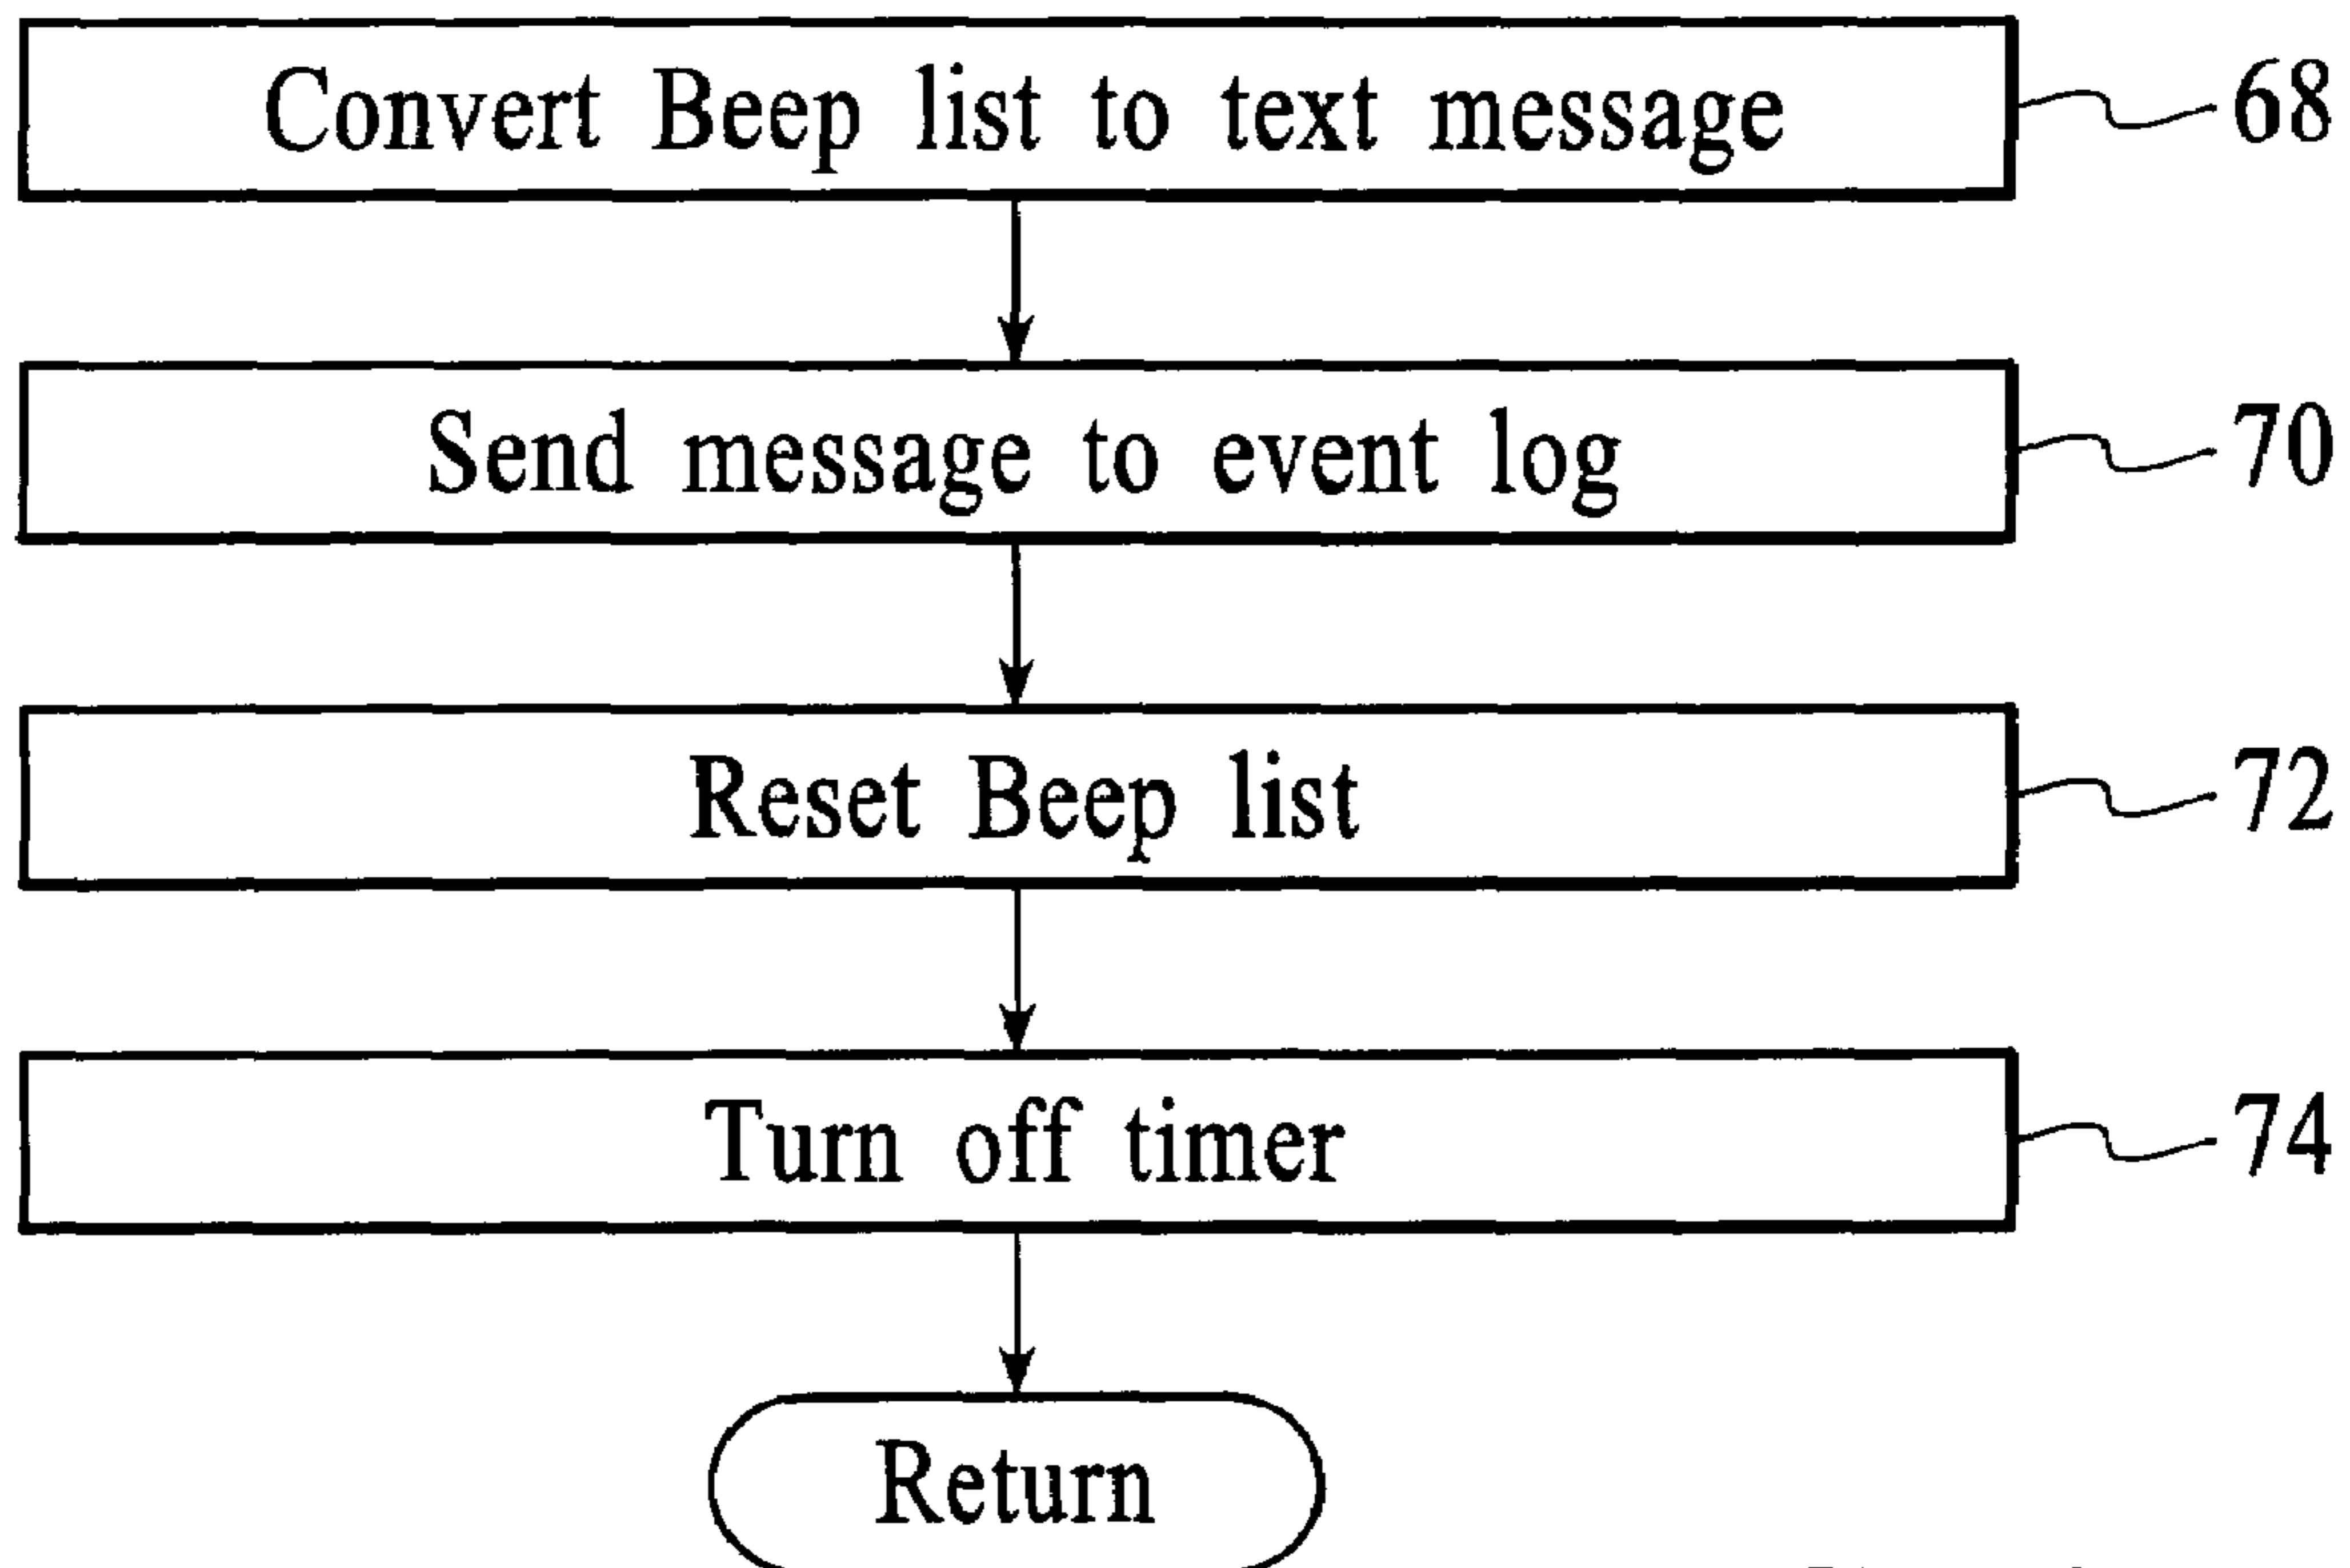 Convert Beep list to text message 68
Send message to event log 70
Reset Beep list 72
Turn off timer 74
Return